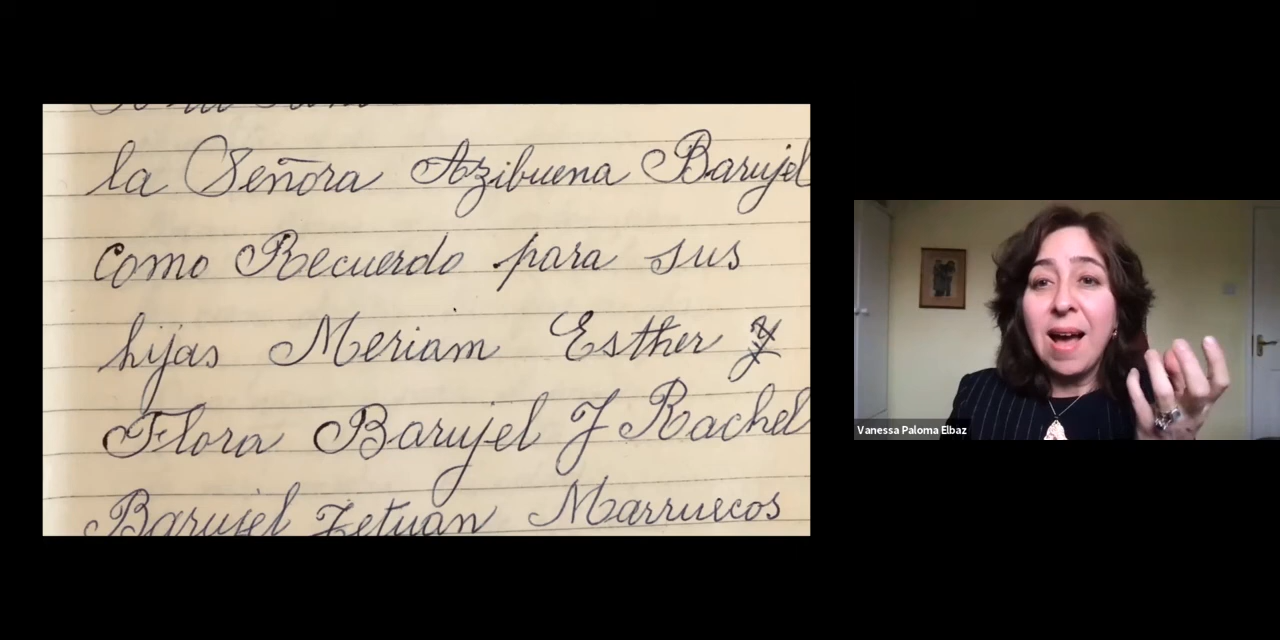 la Señora Azibuena Barujel
como Recuerdo para sus
hijas Meriam Esther
Flora Barujel J Rachel
Barujel Tetuan Marruecos
Vanessa Paloma Elbaz